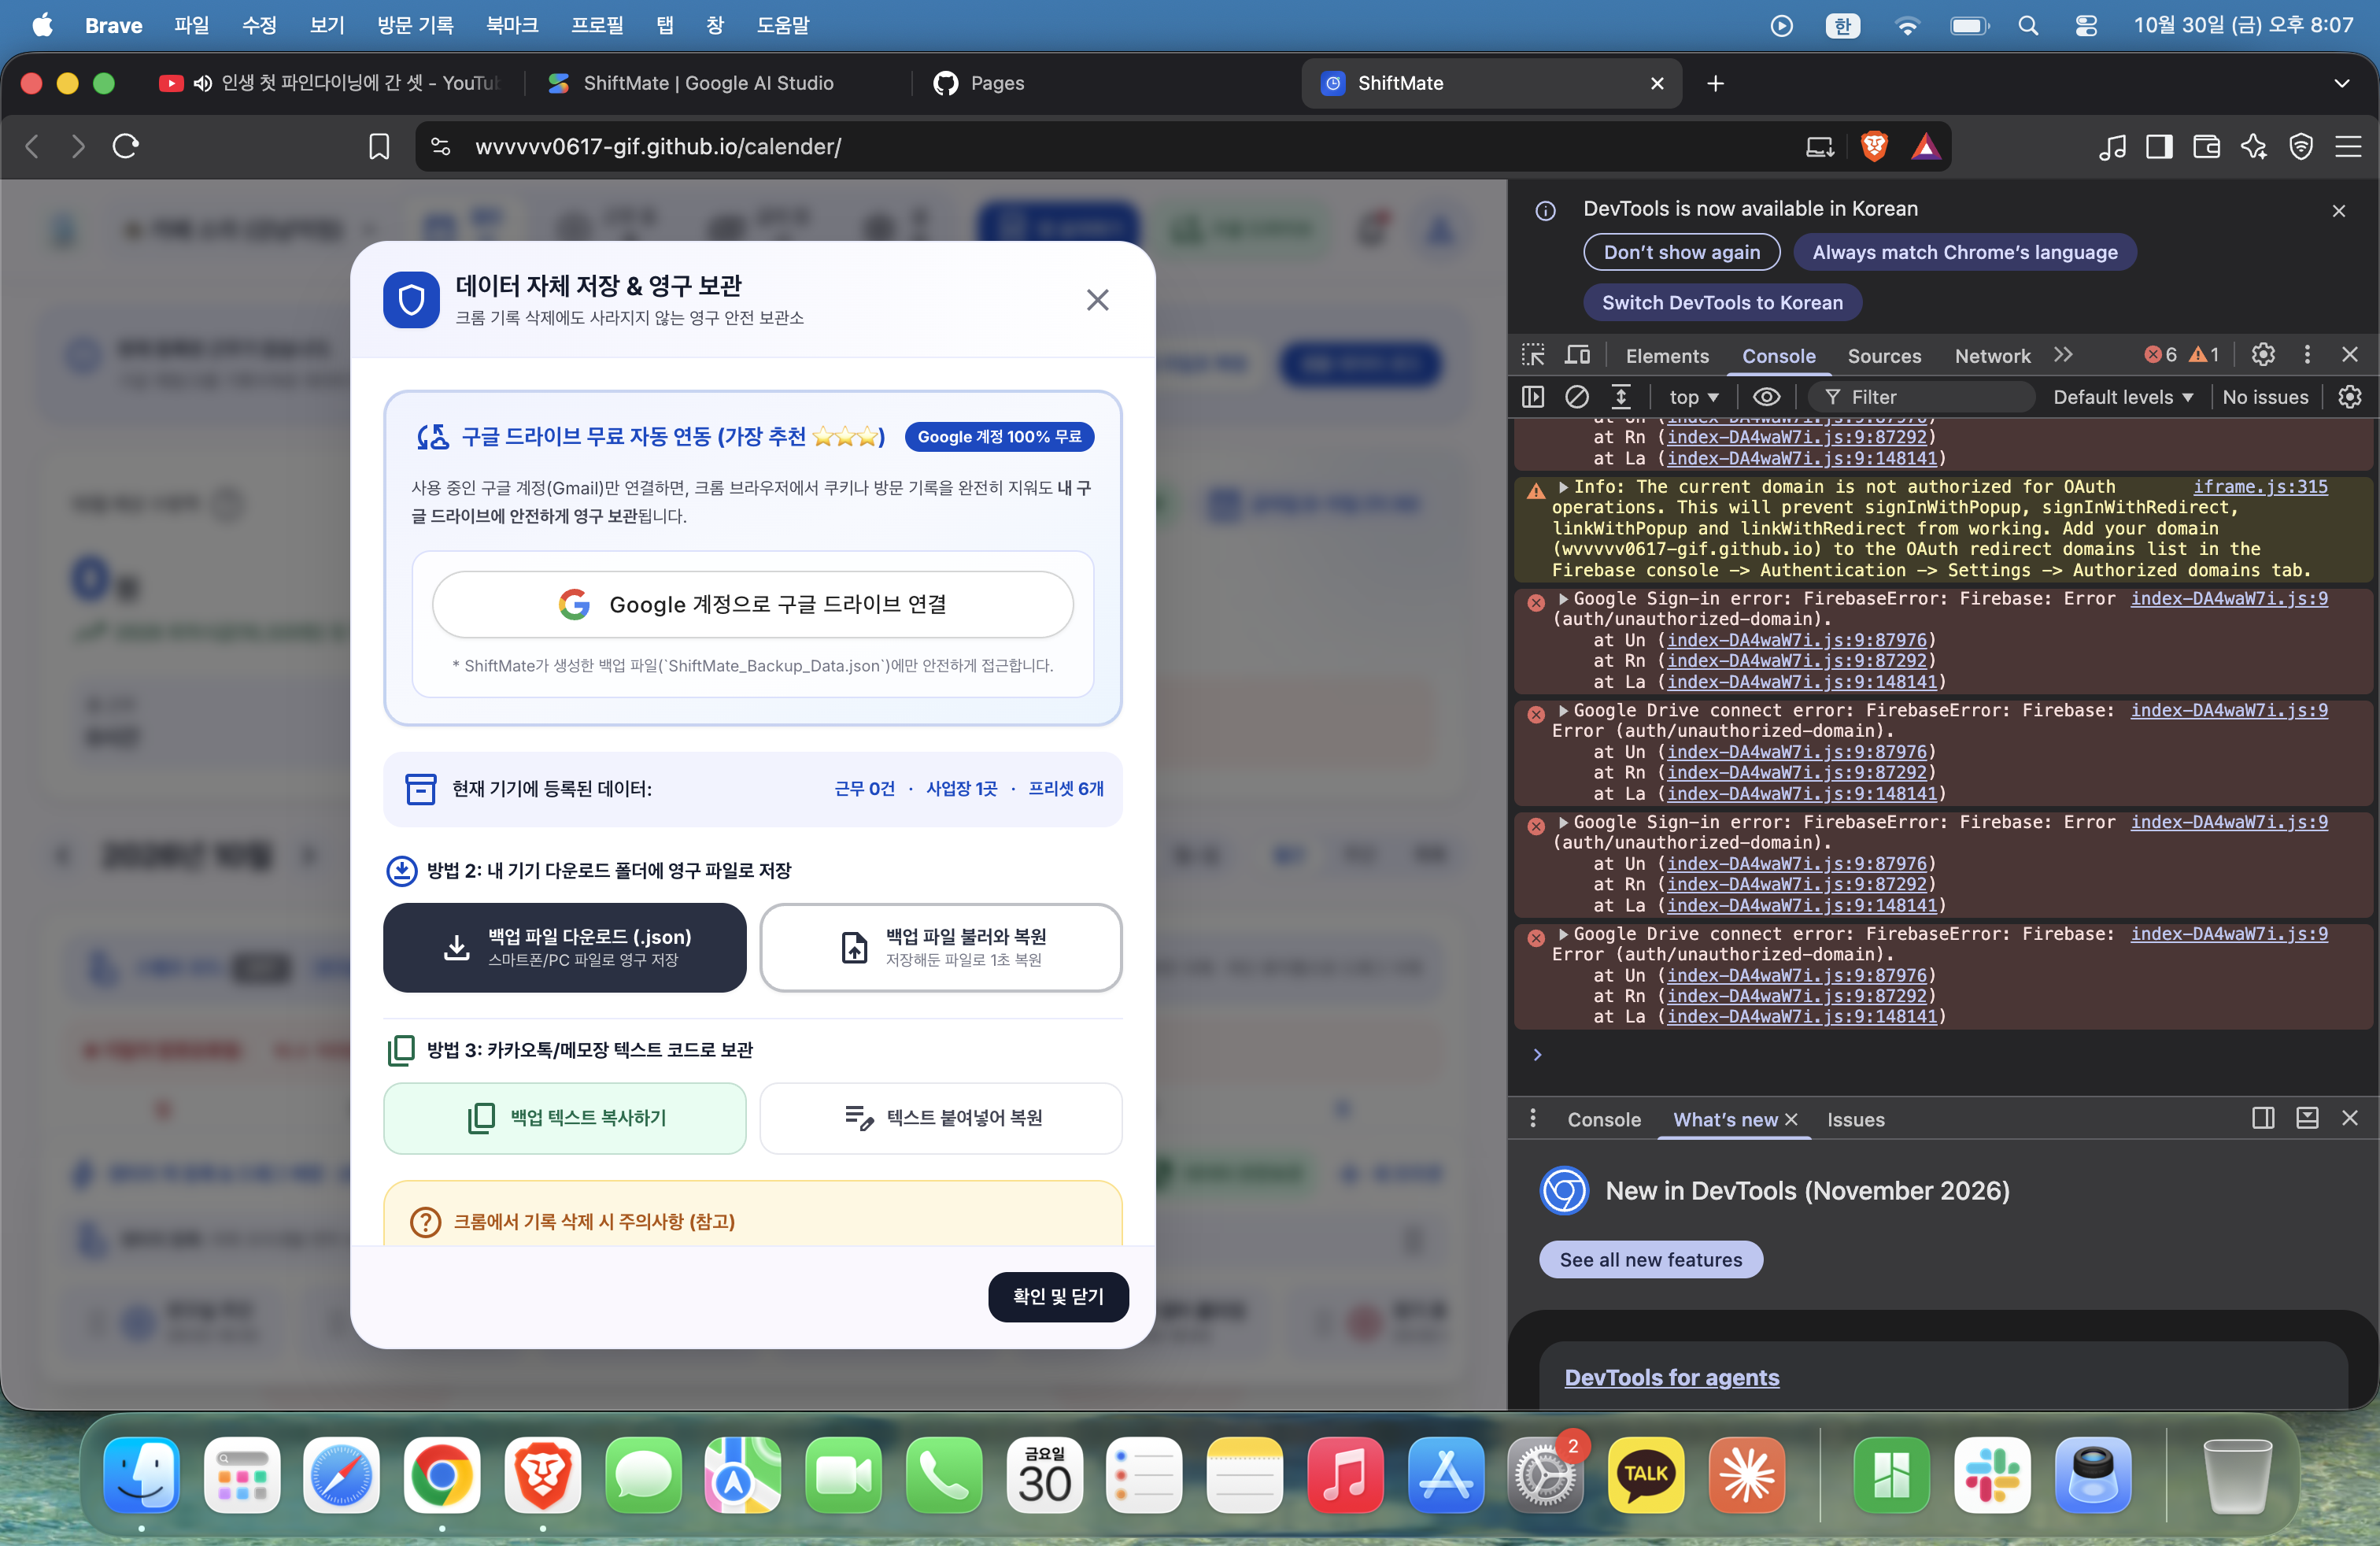 Brave 파일 수정 보기 방문 기록 북마크 프로필 탭 창 도움말 한 10월 30일 (금) 오후 8:07
인생 첫 파인다이닝에 간 셋 - YouTu ShiftMate | Google AI Studio Pages ShiftMate
wvvvvv0617-gif.github.io/calender/
데이터 자체 저장 & 영구 보관
크롬 기록 삭제에도 사라지지 않는 영구 안전 보관소
구글 드라이브 무료 자동 연동 (가장 추천 ⭐⭐⭐) Google 계정 100% 무료
사용 중인 구글 계정(Gmail)만 연결하면, 크롬 브라우저에서 쿠키나 방문 기록을 완전히 지워도 내 구
글 드라이브에 안전하게 영구 보관됩니다.
Google 계정으로 구글 드라이브 연결
* ShiftMate가 생성한 백업 파일(`ShiftMate_Backup_Data.json`)에만 안전하게 접근합니다.
현재 기기에 등록된 데이터: 근무 0건 · 사업장 1곳 · 프리셋 6개
방법 2: 내 기기 다운로드 폴더에 영구 파일로 저장
백업 파일 다운로드 (.json)
스마트폰/PC 파일로 영구 저장
백업 파일 불러와 복원
저장해둔 파일로 1초 복원
방법 3: 카카오톡/메모장 텍스트 코드로 보관
백업 텍스트 복사하기
텍스트 붙여넣어 복원
크롬에서 기록 삭제 시 주의사항 (참고)
확인 및 닫기
2026년 10월
DevTools is now available in Korean
Don't show again Always match Chrome's language
Switch DevTools to Korean
Elements Console Sources Network 6 1
top Filter Default levels No issues
at Un (index-DA4waW7i.js:9:87976)
at Rn (index-DA4waW7i.js:9:87292)
at La (index-DA4waW7i.js:9:148141)
Info: The current domain is not authorized for OAuth iframe.js:315
operations. This will prevent signInWithPopup, signInWithRedirect,
linkWithPopup and linkWithRedirect from working. Add your domain
(wvvvvv0617-gif.github.io) to the OAuth redirect domains list in the
Firebase console -> Authentication -> Settings -> Authorized domains tab.
Google Sign-in error: FirebaseError: Firebase: Error index-DA4waW7i.js:9
(auth/unauthorized-domain).
at Un (index-DA4waW7i.js:9:87976)
at Rn (index-DA4waW7i.js:9:87292)
at La (index-DA4waW7i.js:9:148141)
Google Drive connect error: FirebaseError: Firebase: index-DA4waW7i.js:9
Error (auth/unauthorized-domain).
at Un (index-DA4waW7i.js:9:87976)
at Rn (index-DA4waW7i.js:9:87292)
at La (index-DA4waW7i.js:9:148141)
Google Sign-in error: FirebaseError: Firebase: Error index-DA4waW7i.js:9
(auth/unauthorized-domain).
at Un (index-DA4waW7i.js:9:87976)
at Rn (index-DA4waW7i.js:9:87292)
at La (index-DA4waW7i.js:9:148141)
Google Drive connect error: FirebaseError: Firebase: index-DA4waW7i.js:9
Error (auth/unauthorized-domain).
at Un (index-DA4waW7i.js:9:87976)
at Rn (index-DA4waW7i.js:9:87292)
at La (index-DA4waW7i.js:9:148141)
Console What's new Issues
New in DevTools (November 2026)
See all new features
DevTools for agents
금요일
30
2
TALK